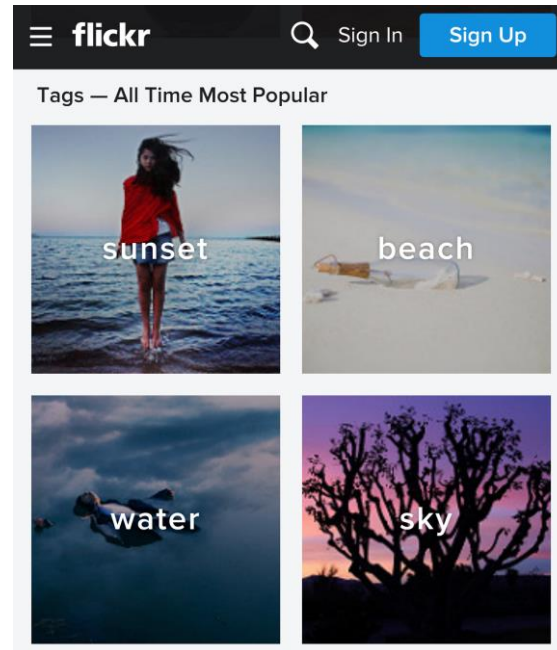 flickr Sign In Sign Up
Tags — All Time Most Popular
sunset beach
water sky